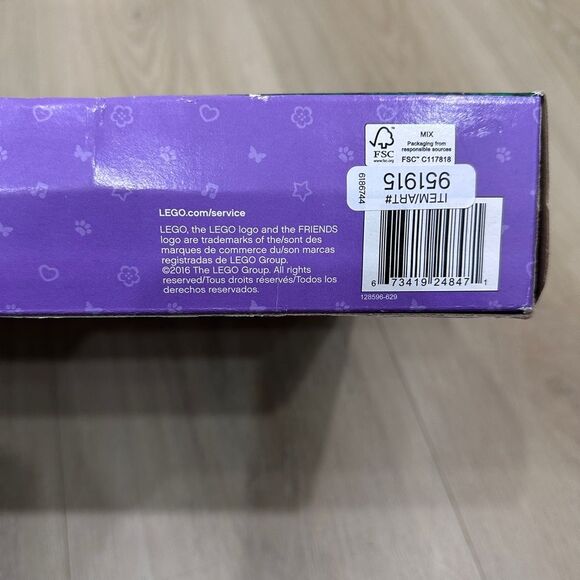 MIX
Packaging from
responsible sources
FSC™ C117818
FSC
www.fsc.org
6186744
ITEM/ART#
951915
LEGO.com/service
LEGO, the LEGO logo and the FRIENDS
logo are trademarks of the/sont des
marques de commerce du/son marcas
registradas de LEGO Group.
©2016 The LEGO Group. All rights
reserved/Tous droits réservés/Todos los
derechos reservados.
6 73419 24847 1
128596-629